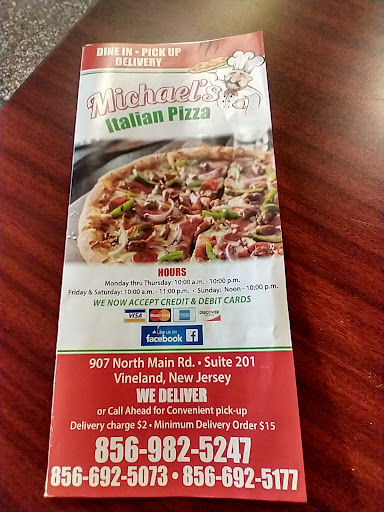 DINE IN • PICK UP
DELIVERY
Michael's
Italian Pizza
HOURS
Monday thru Thursday: 10:00 a.m. - 10:00 p.m.
Friday & Saturday: 10:00 a.m. - 11:00 p.m. • Sunday: Noon - 10:00 p.m.
WE NOW ACCEPT CREDIT & DEBIT CARDS
VISA MasterCard DISCOVER
Like us on
facebook f
907 North Main Rd. • Suite 201
Vineland, New Jersey
WE DELIVER
or Call Ahead for Convenient pick-up
Delivery charge $2 • Minimum Delivery Order $15
856-982-5247
856-692-5073 • 856-692-5177